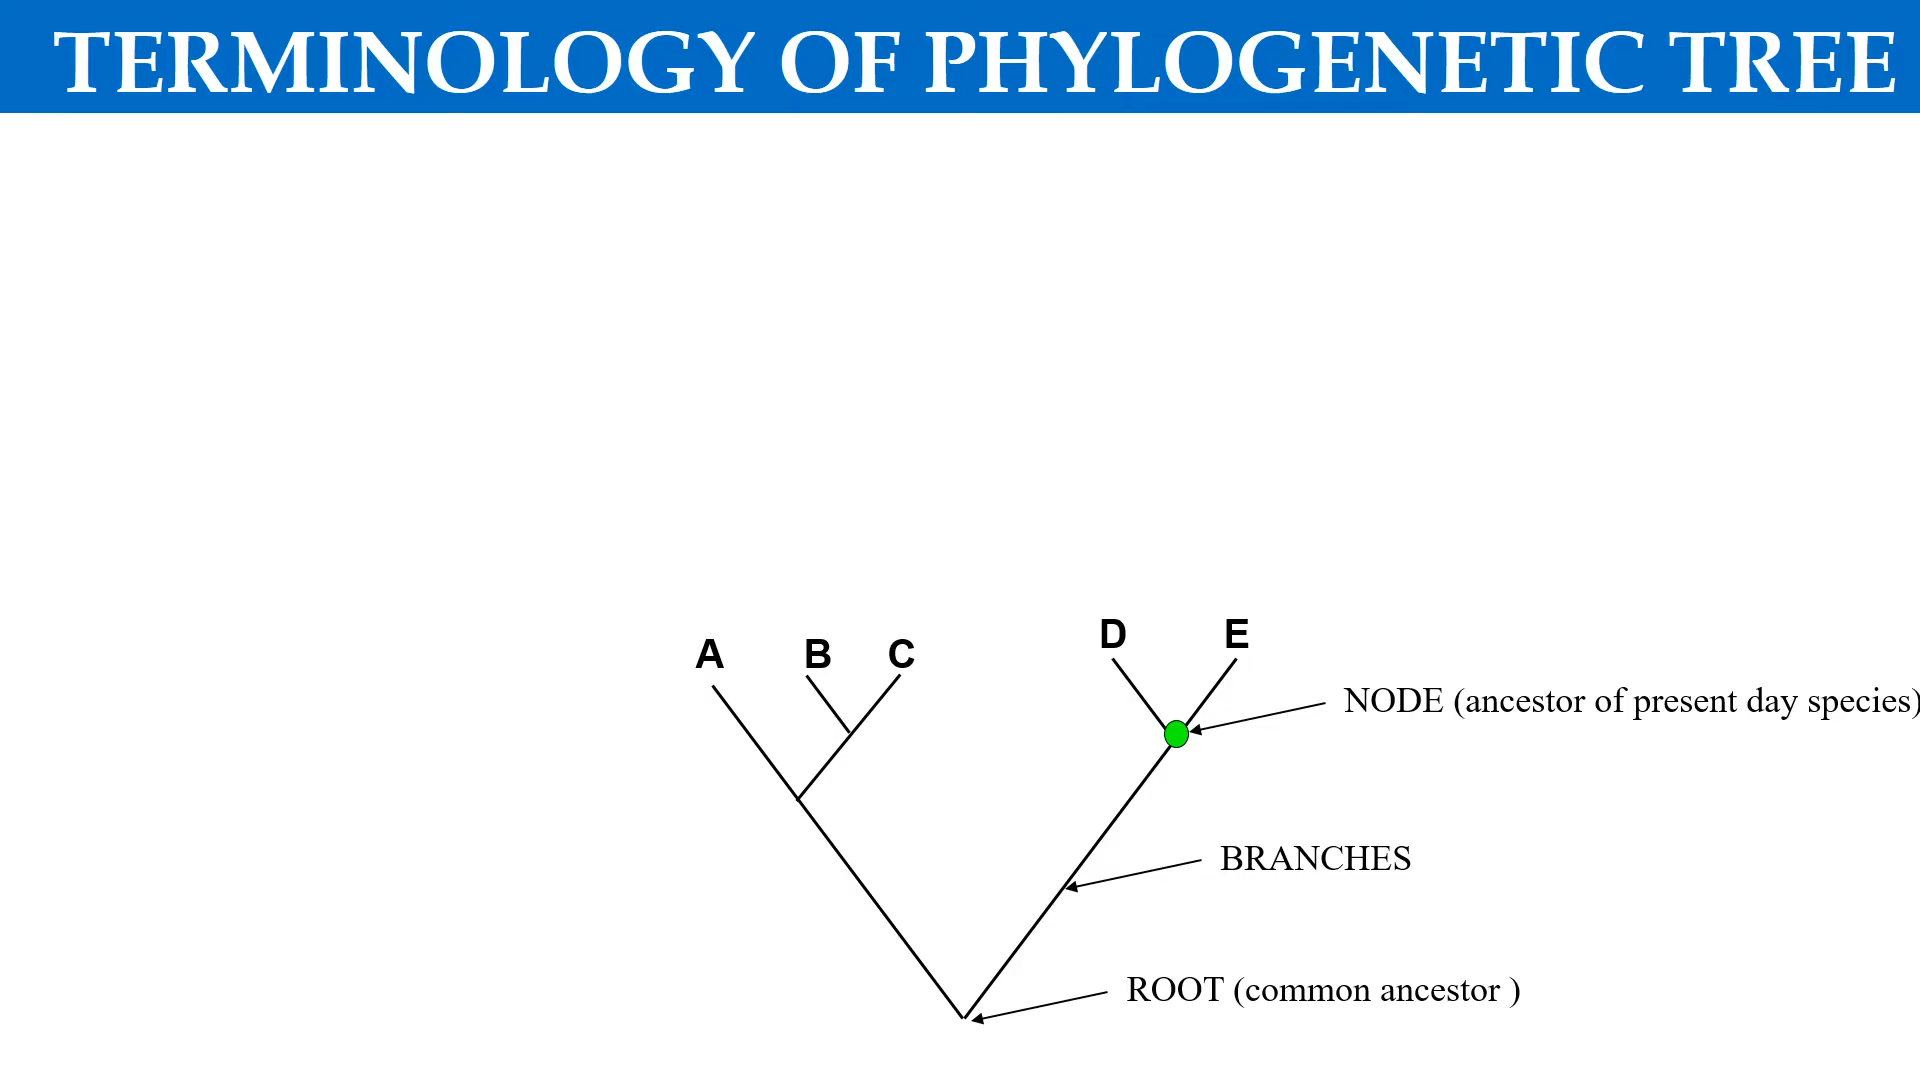 TERMINOLOGY OF PHYLOGENETIC TREE
A B C D E
NODE (ancestor of present day species)
BRANCHES
ROOT (common ancestor )